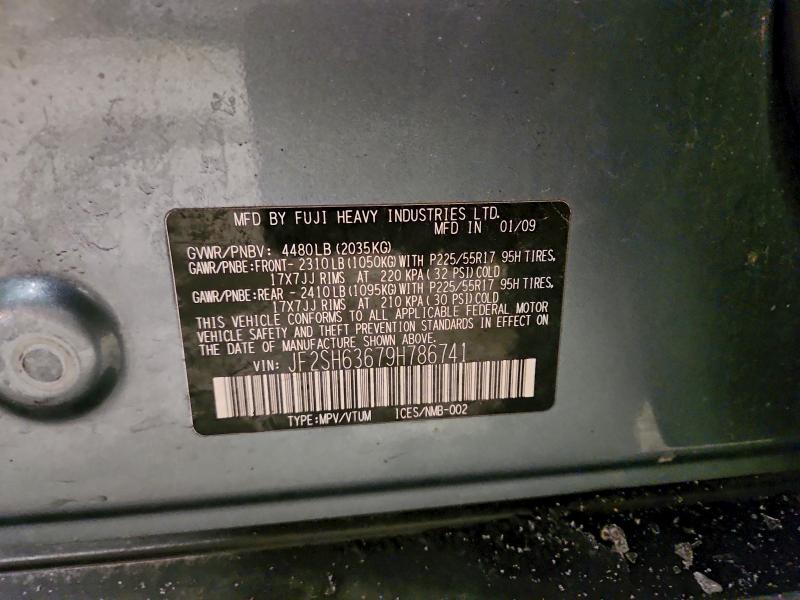 MFD BY FUJI HEAVY INDUSTRIES LTD.
MFD IN 01/09
GVWR/PNBV: 4480LB(2035KG)
GAWR/PNBE:FRONT- 2310LB(1050KG)WITH P225/55R17 95H TIRES,
17X7JJ RIMS AT 220 KPA(32 PSI)COLD
GAWR/PNBE:REAR - 2410LB(1095KG)WITH P225/55R17 95H TIRES,
17X7JJ RIMS AT 210 KPA(30 PSI)COLD
THIS VEHICLE CONFORMS TO ALL APPLICABLE FEDERAL MOTOR
VEHICLE SAFETY AND THEFT PREVENTION STANDARDS IN EFFECT ON
THE DATE OF MANUFACTURE SHOWN ABOVE.
VIN: JF2SH63679H786741
TYPE:MPV/VTUM ICES/NMB-002